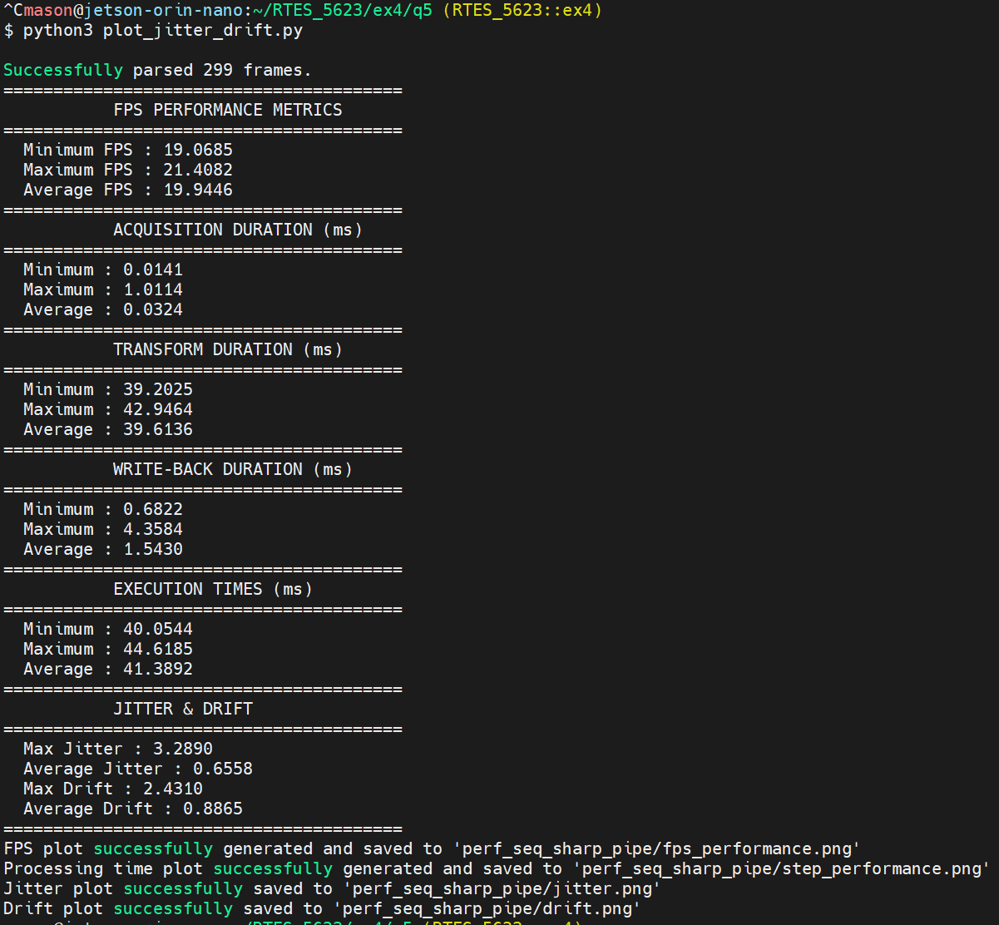 ^Cmason@jetson-orin-nano:~/RTES_5623/ex4/q5 (RTES_5623::ex4)
$ python3 plot_jitter_drift.py
Successfully parsed 299 frames.
========================================
FPS PERFORMANCE METRICS
========================================
Minimum FPS : 19.0685
Maximum FPS : 21.4082
Average FPS : 19.9446
========================================
ACQUISITION DURATION (ms)
========================================
Minimum : 0.0141
Maximum : 1.0114
Average : 0.0324
========================================
TRANSFORM DURATION (ms)
========================================
Minimum : 39.2025
Maximum : 42.9464
Average : 39.6136
========================================
WRITE-BACK DURATION (ms)
========================================
Minimum : 0.6822
Maximum : 4.3584
Average : 1.5430
========================================
EXECUTION TIMES (ms)
========================================
Minimum : 40.0544
Maximum : 44.6185
Average : 41.3892
========================================
JITTER & DRIFT
========================================
Max Jitter : 3.2890
Average Jitter : 0.6558
Max Drift : 2.4310
Average Drift : 0.8865
========================================
FPS plot successfully generated and saved to 'perf_seq_sharp_pipe/fps_performance.png'
Processing time plot successfully generated and saved to 'perf_seq_sharp_pipe/step_performance.png'
Jitter plot successfully saved to 'perf_seq_sharp_pipe/jitter.png'
Drift plot successfully saved to 'perf_seq_sharp_pipe/drift.png'